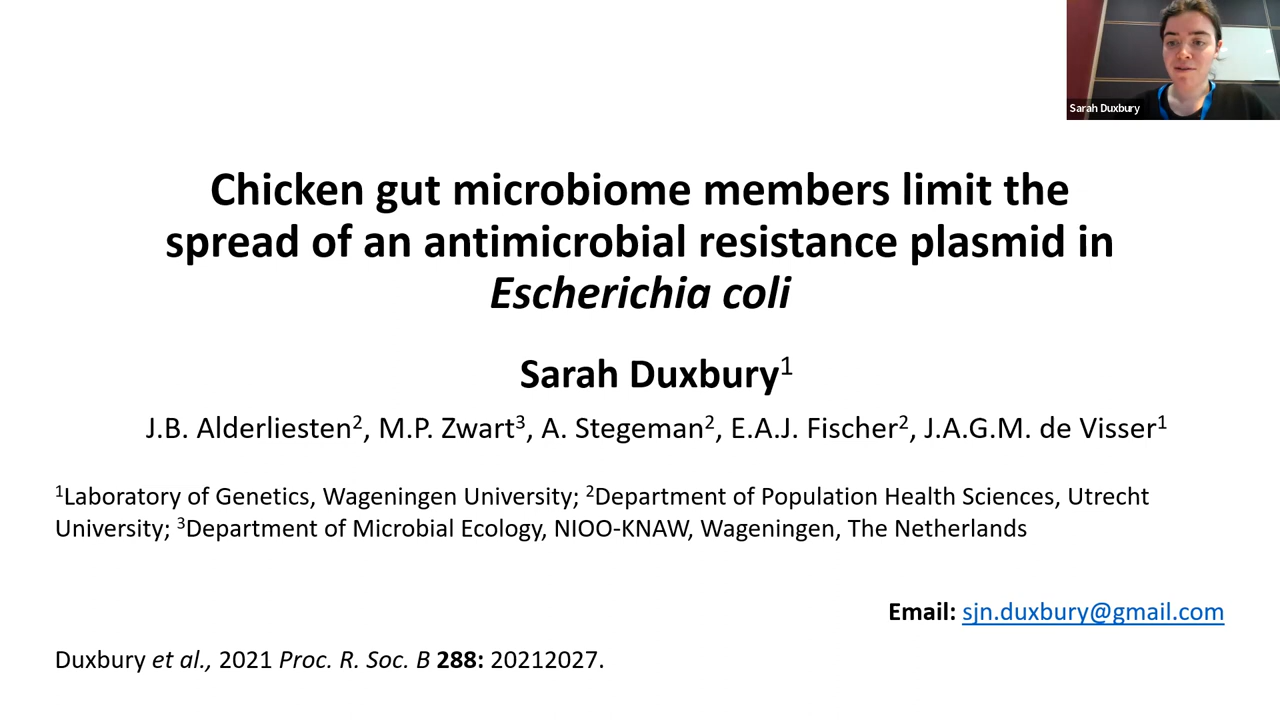 Sarah Duxbury
Chicken gut microbiome members limit the
spread of an antimicrobial resistance plasmid in
Escherichia coli
Sarah Duxbury¹
J.B. Alderliesten², M.P. Zwart³, A. Stegeman², E.A.J. Fischer², J.A.G.M. de Visser¹
¹Laboratory of Genetics, Wageningen University; ²Department of Population Health Sciences, Utrecht
University; ³Department of Microbial Ecology, NIOO-KNAW, Wageningen, The Netherlands
Email: sjn.duxbury@gmail.com
Duxbury et al., 2021 Proc. R. Soc. B 288: 20212027.